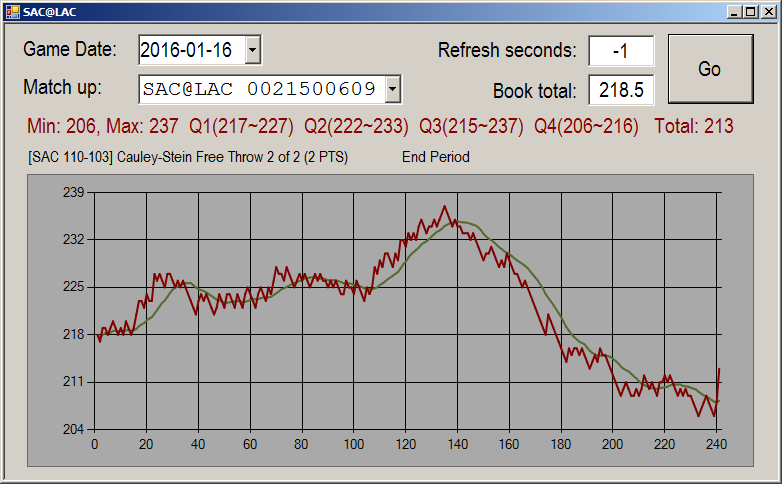 SAC@LAC
Game Date: 2016-01-16 Refresh seconds: -1 Go
Match up: SAC@LAC 0021500609 Book total: 218.5
Min: 206, Max: 237 Q1(217~227) Q2(222~233) Q3(215~237) Q4(206~216) Total: 213
[SAC 110-103] Cauley-Stein Free Throw 2 of 2 (2 PTS) End Period
239
232
225
218
211
204
0 20 40 60 80 100 120 140 160 180 200 220 240